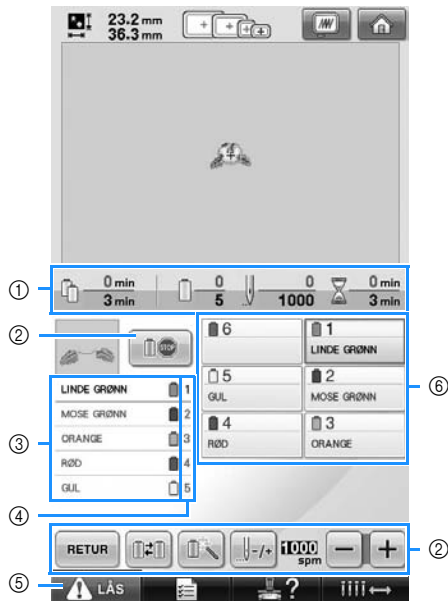 23.2 mm
36.3 mm
① 0 min 0 0 0 min
3 min 5 1000 3 min
② STOP
6 1
LINDE GRØNN
5 2
GUL MOSE GRØNN
4 3
RØD ORANGE
⑥
③
LINDE GRØNN 1
MOSE GRØNN 2
ORANGE 3
RØD 4
GUL 5
④
RETUR -/+ 1000 spm − + ②
⑤ LÅS ?